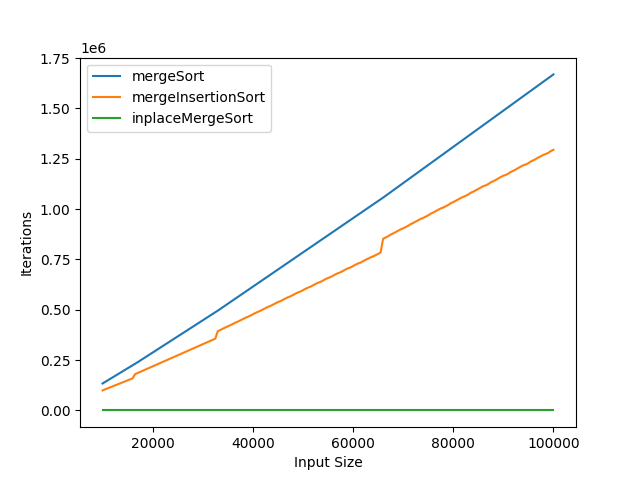 1e6
1.75
1.50
1.25
1.00
0.75
0.50
0.25
0.00
Iterations
mergeSort
mergeInsertionSort
inplaceMergeSort
20000 40000 60000 80000 100000
Input Size